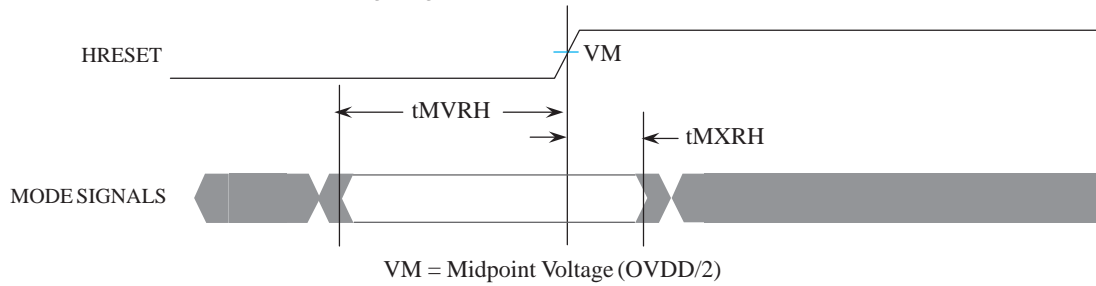 HRESET
VM
tMVRH
tMXRH
MODE SIGNALS
VM = Midpoint Voltage (OVDD/2)